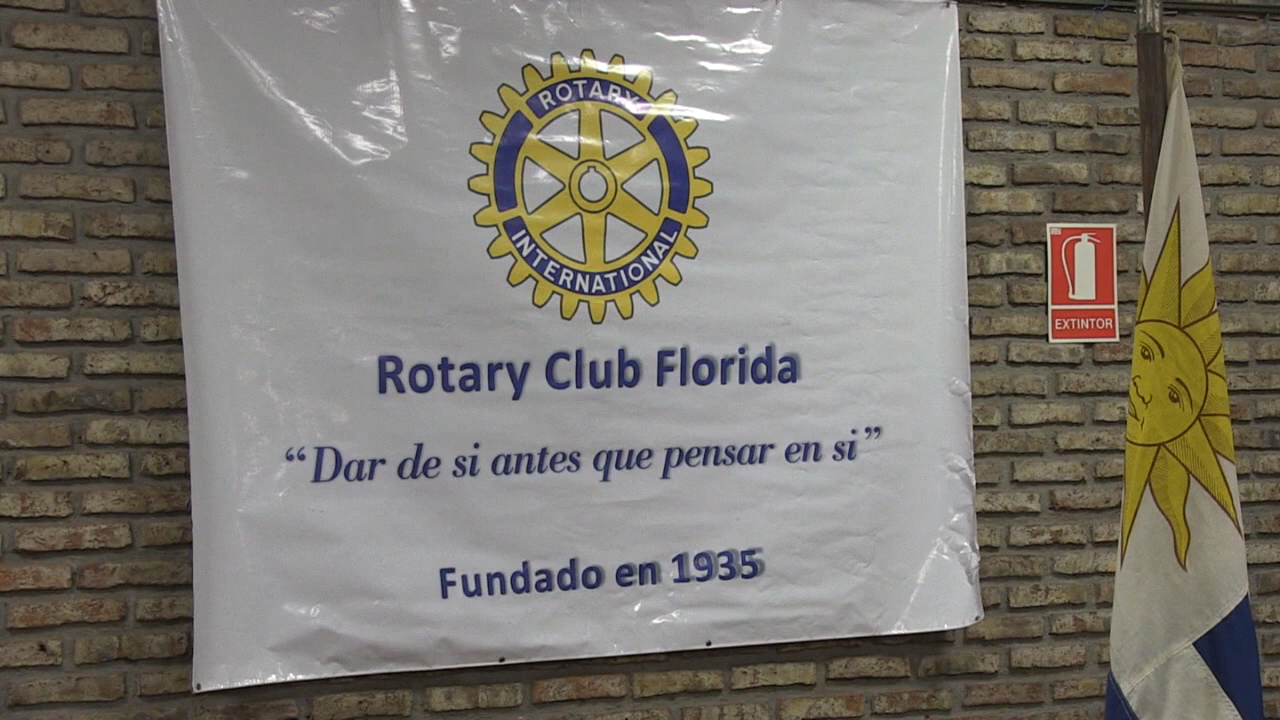 ROTARY
INTERNATIONAL
Rotary Club Florida
“Dar de si antes que pensar en si”
Fundado en 1935
EXTINTOR